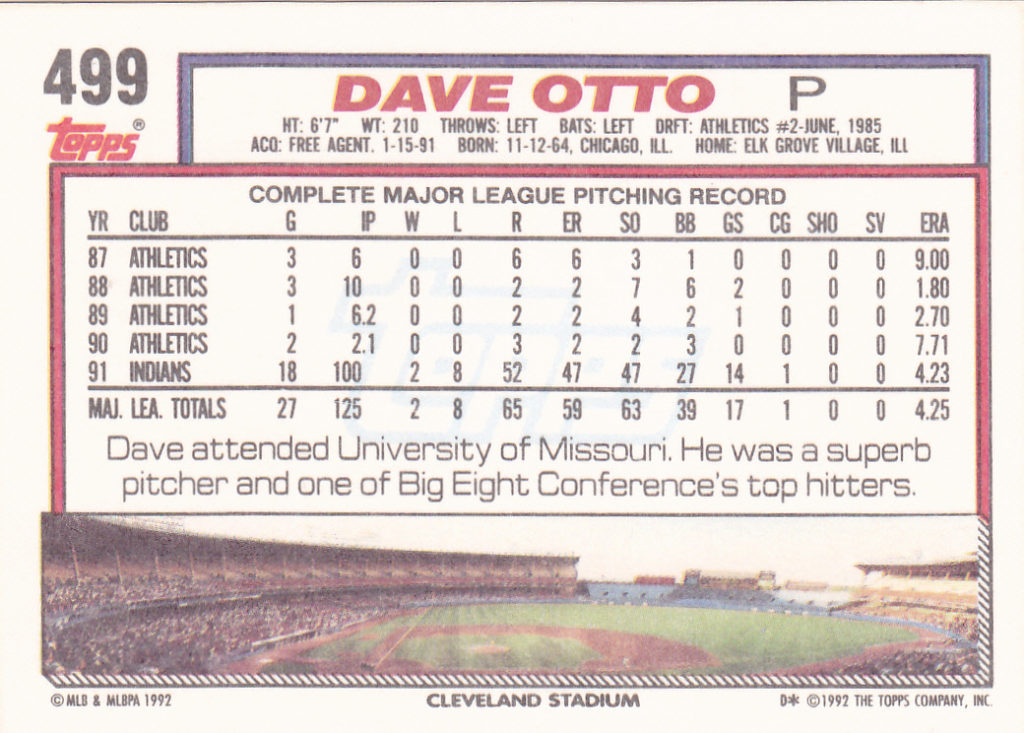 499
Topps®
DAVE OTTO P
HT: 6'7" WT: 210 THROWS: LEFT BATS: LEFT DRFT: ATHLETICS #2-JUNE, 1985
ACQ: FREE AGENT. 1-15-91 BORN: 11-12-64, CHICAGO, ILL. HOME: ELK GROVE VILLAGE, ILL
COMPLETE MAJOR LEAGUE PITCHING RECORD
YR CLUB G IP W L R ER SO BB GS CG SHO SV ERA
87 ATHLETICS 3 6 0 0 6 6 3 1 0 0 0 0 9.00
88 ATHLETICS 3 10 0 0 2 2 7 6 2 0 0 0 1.80
89 ATHLETICS 1 6.2 0 0 2 2 4 2 1 0 0 0 2.70
90 ATHLETICS 2 2.1 0 0 3 2 2 3 0 0 0 0 7.71
91 INDIANS 18 100 2 8 52 47 47 27 14 1 0 0 4.23
MAJ. LEA. TOTALS 27 125 2 8 65 59 63 39 17 1 0 0 4.25
Dave attended University of Missouri. He was a superb
pitcher and one of Big Eight Conference's top hitters.
© MLB & MLBPA 1992 CLEVELAND STADIUM D* © 1992 THE TOPPS COMPANY, INC.